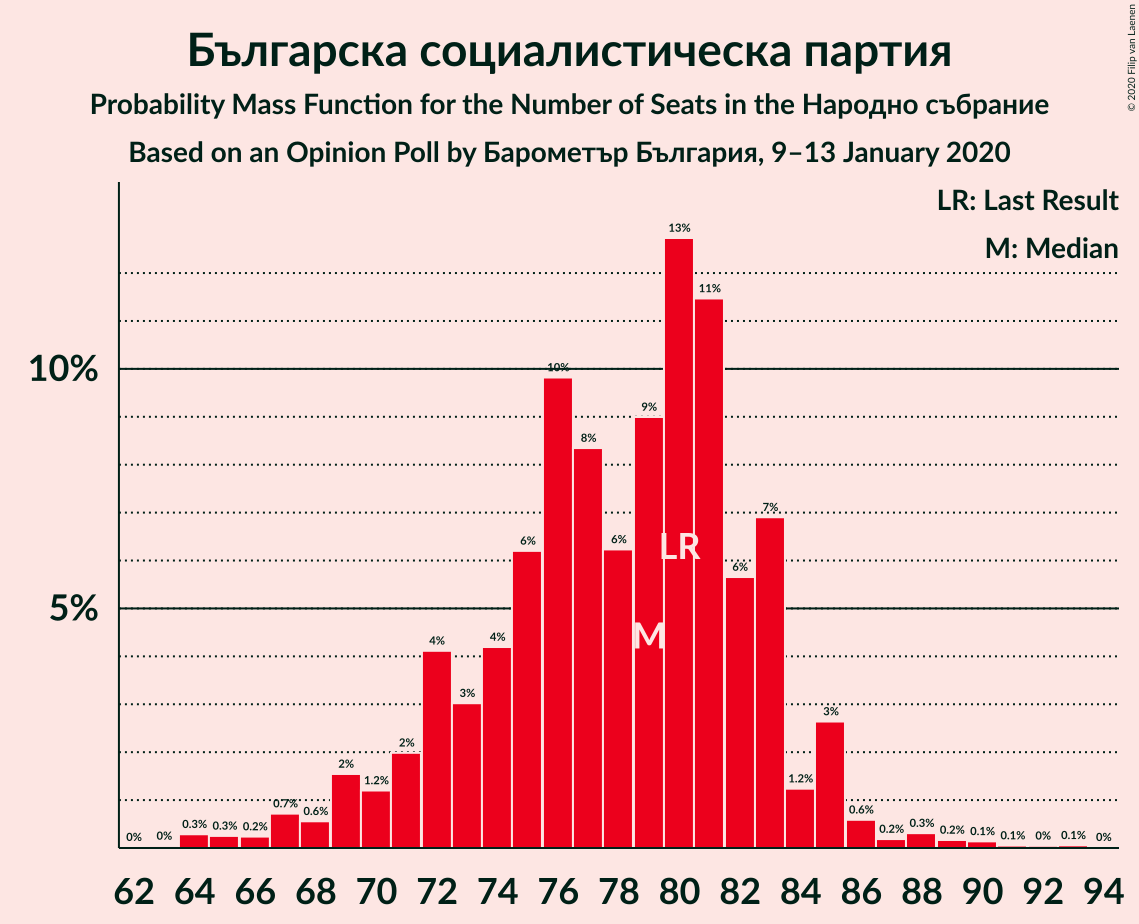 Българска социалистическа партия
Probability Mass Function for the Number of Seats in the Народно събрание
Based on an Opinion Poll by Барометър България, 9–13 January 2020
© 2020 Filip van Laenen
LR: Last Result
M: Median
10%
5%
0% 0% 0.3% 0.3% 0.2% 0.7% 0.6% 2% 1.2% 2% 4% 3% 4% 6% 10% 8% 6% 9% 13% 11% 6% 7% 1.2% 3% 0.6% 0.2% 0.3% 0.2% 0.1% 0.1% 0% 0.1% 0%
LR
M
62 64 66 68 70 72 74 76 78 80 82 84 86 88 90 92 94